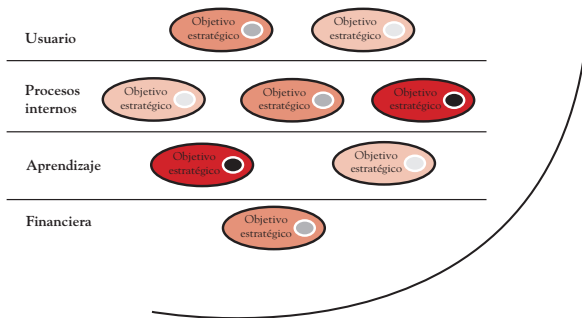 Objetivo
estratégico
Objetivo
estratégico
Usuario
Procesos
internos
Objetivo
estratégico
Objetivo
estratégico
Objetivo
estratégico
Aprendizaje
Objetivo
estratégico
Objetivo
estratégico
Financiera
Objetivo
estratégico